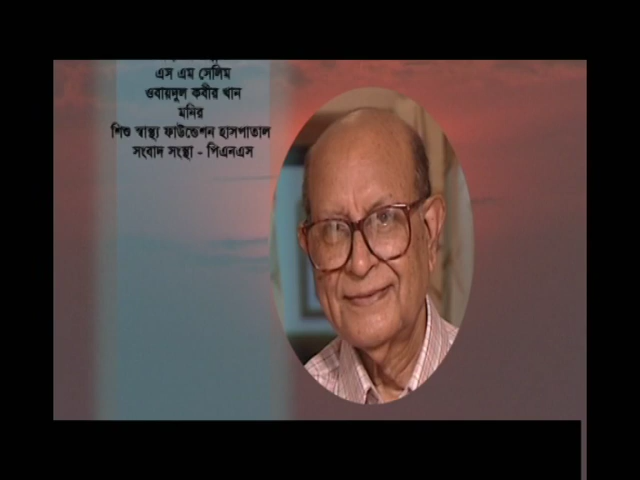 এস এম সেলিম
ওবায়দুল কবীর খান
মনির
শিশু স্বাস্থ্য ফাউন্ডেশন হাসপাতাল
সংবাদ সংস্থা - পিএনএস